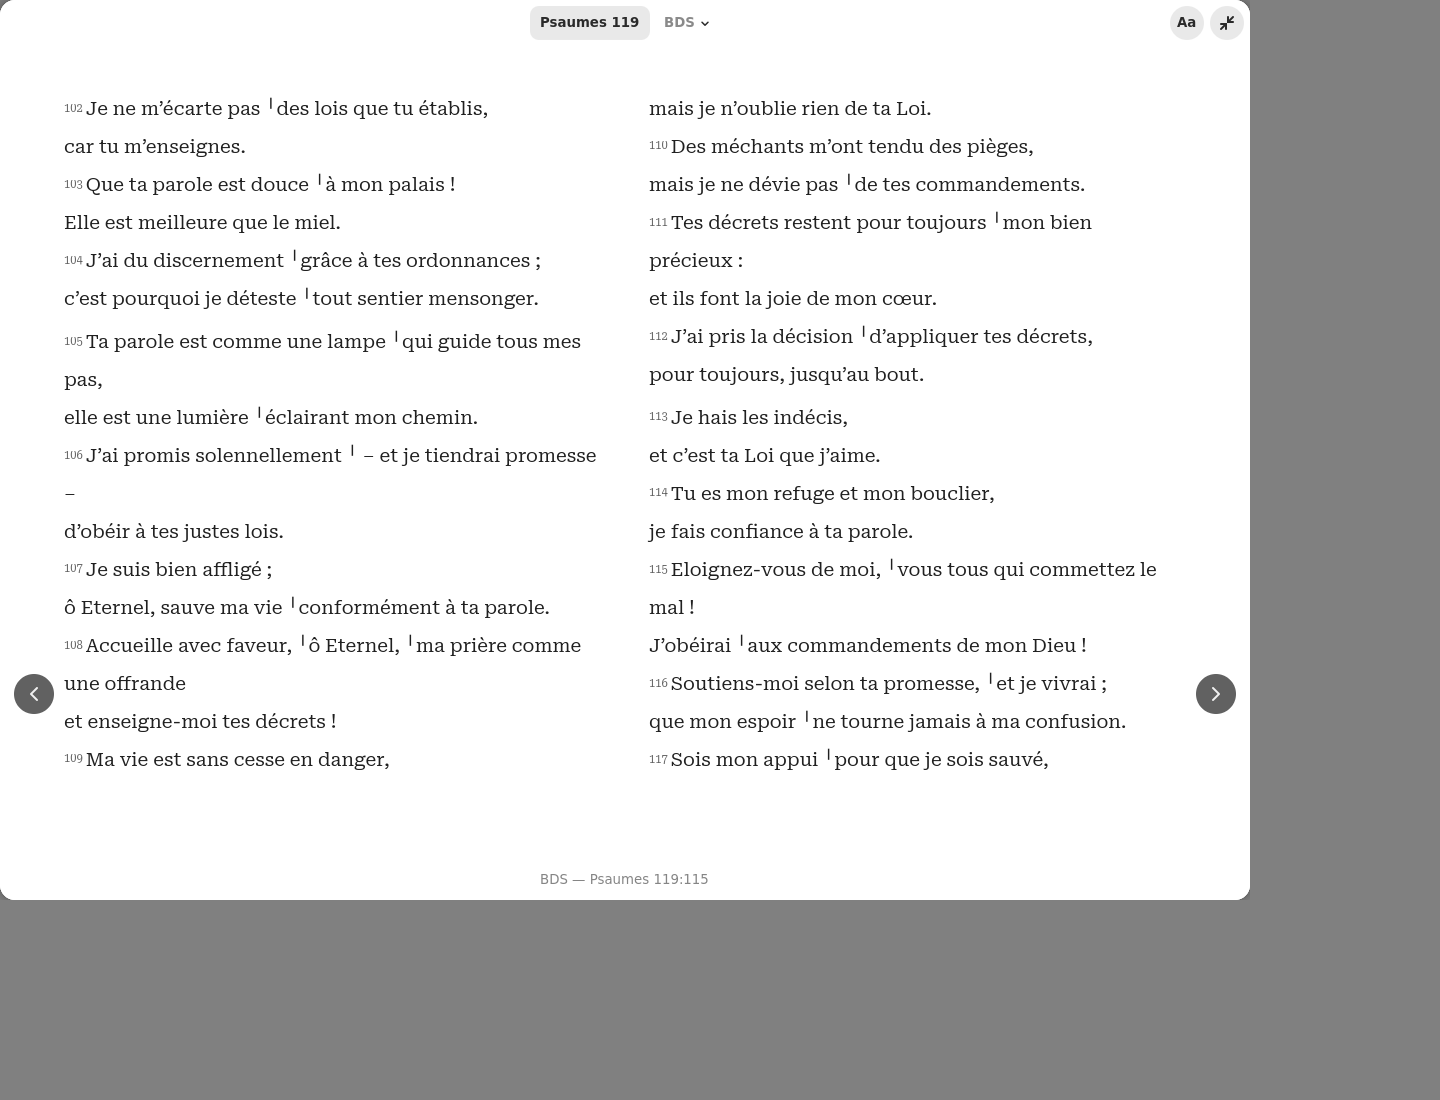 Psaumes 119 BDS
Aa
102 Je ne m’écarte pas ╵des lois que tu établis,
car tu m’enseignes.
103 Que ta parole est douce ╵à mon palais !
Elle est meilleure que le miel.
104 J’ai du discernement ╵grâce à tes ordonnances ;
c’est pourquoi je déteste ╵tout sentier mensonger.
105 Ta parole est comme une lampe ╵qui guide tous mes
pas,
elle est une lumière ╵éclairant mon chemin.
106 J’ai promis solennellement ╵ – et je tiendrai promesse
–
d’obéir à tes justes lois.
107 Je suis bien affligé ;
ô Eternel, sauve ma vie ╵conformément à ta parole.
108 Accueille avec faveur, ╵ô Eternel, ╵ma prière comme
une offrande
et enseigne-moi tes décrets !
109 Ma vie est sans cesse en danger,
mais je n’oublie rien de ta Loi.
110 Des méchants m’ont tendu des pièges,
mais je ne dévie pas ╵de tes commandements.
111 Tes décrets restent pour toujours ╵mon bien
précieux :
et ils font la joie de mon cœur.
112 J’ai pris la décision ╵d’appliquer tes décrets,
pour toujours, jusqu’au bout.
113 Je hais les indécis,
et c’est ta Loi que j’aime.
114 Tu es mon refuge et mon bouclier,
je fais confiance à ta parole.
115 Eloignez-vous de moi, ╵vous tous qui commettez le
mal !
J’obéirai ╵aux commandements de mon Dieu !
116 Soutiens-moi selon ta promesse, ╵et je vivrai ;
que mon espoir ╵ne tourne jamais à ma confusion.
117 Sois mon appui ╵pour que je sois sauvé,
BDS — Psaumes 119:115